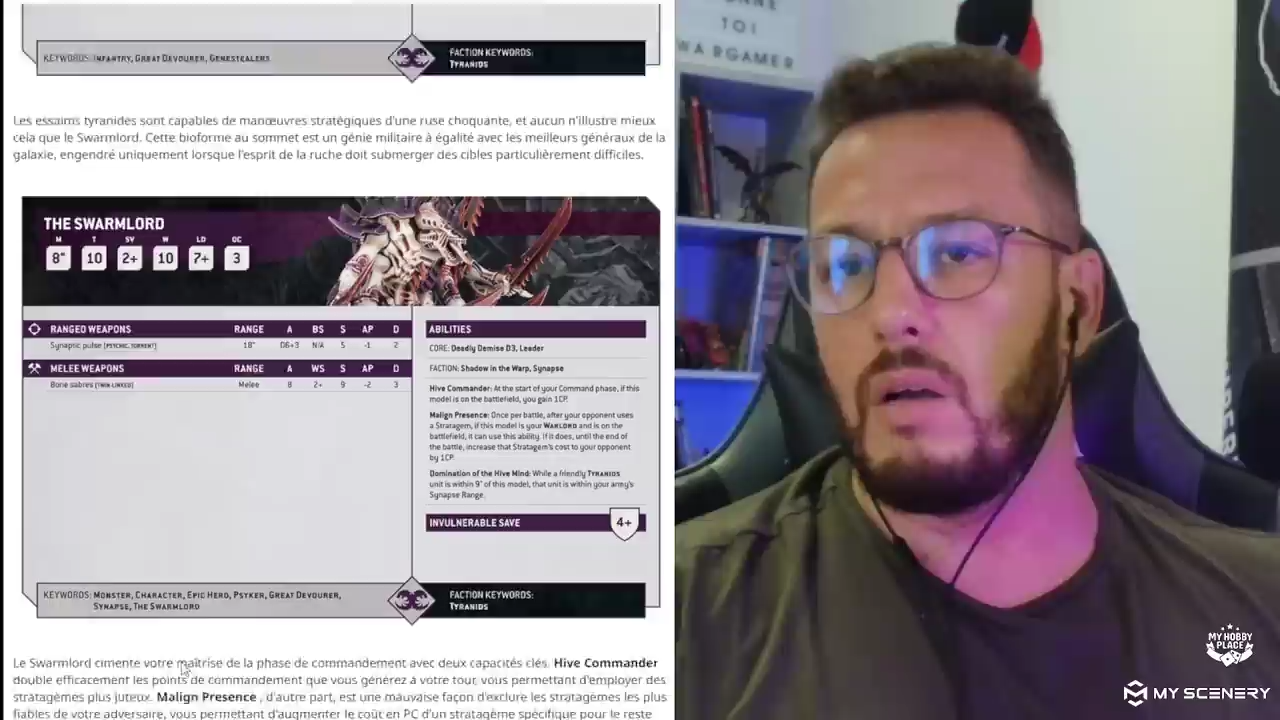 KEYWORDS: INFANTRY, GREAT DEVOURER, GENESTEALERS
FACTION KEYWORDS:
TYRANIDS
Les essaims tyranides sont capables de manœuvres stratégiques d'une ruse choquante, et aucun n'illustre mieux
cela que le Swarmlord. Cette bioforme au sommet est un génie militaire à égalité avec les meilleurs généraux de la
galaxie, engendré uniquement lorsque l'esprit de la ruche doit submerger des cibles particulièrement difficiles.
THE SWARMLORD
M T SV W LD OC
8" 10 2+ 10 7+ 3
RANGED WEAPONS RANGE A BS S AP D
Synaptic pulse [PSYCHIC, TORRENT] 18" D6+3 N/A 5 -1 2
MELEE WEAPONS RANGE A WS S AP D
Bone sabres [TWIN-LINKED] Melee 8 2+ 9 -2 3
ABILITIES
CORE: Deadly Demise D3, Leader
FACTION: Shadow in the Warp, Synapse
Hive Commander: At the start of your Command phase, if this
model is on the battlefield, you gain 1CP.
Malign Presence: Once per battle, after your opponent uses
a Stratagem, if this model is your WARLORD and is on the
battlefield, it can use this ability. If it does, until the end of
the battle, increase that Stratagem's cost to your opponent
by 1CP.
Domination of the Hive Mind: While a friendly TYRANIDS
unit is within 9" of this model, that unit is within your army's
Synapse Range.
INVULNERABLE SAVE 4+
KEYWORDS: MONSTER, CHARACTER, EPIC HERO, PSYKER, GREAT DEVOURER,
SYNAPSE, THE SWARMLORD
FACTION KEYWORDS:
TYRANIDS
Le Swarmlord cimente votre maîtrise de la phase de commandement avec deux capacités clés. Hive Commander
double efficacement les points de commandement que vous générez à votre tour, vous permettant d'employer des
stratagèmes plus juteux. Malign Presence , d'autre part, est une mauvaise façon d'exclure les stratagèmes les plus
fiables de votre adversaire, vous permettant d'augmenter le coût en PC d'un stratagème spécifique pour le reste
TOI
WARGAMER
MY HOBBY
PLACE
MY SCENERY